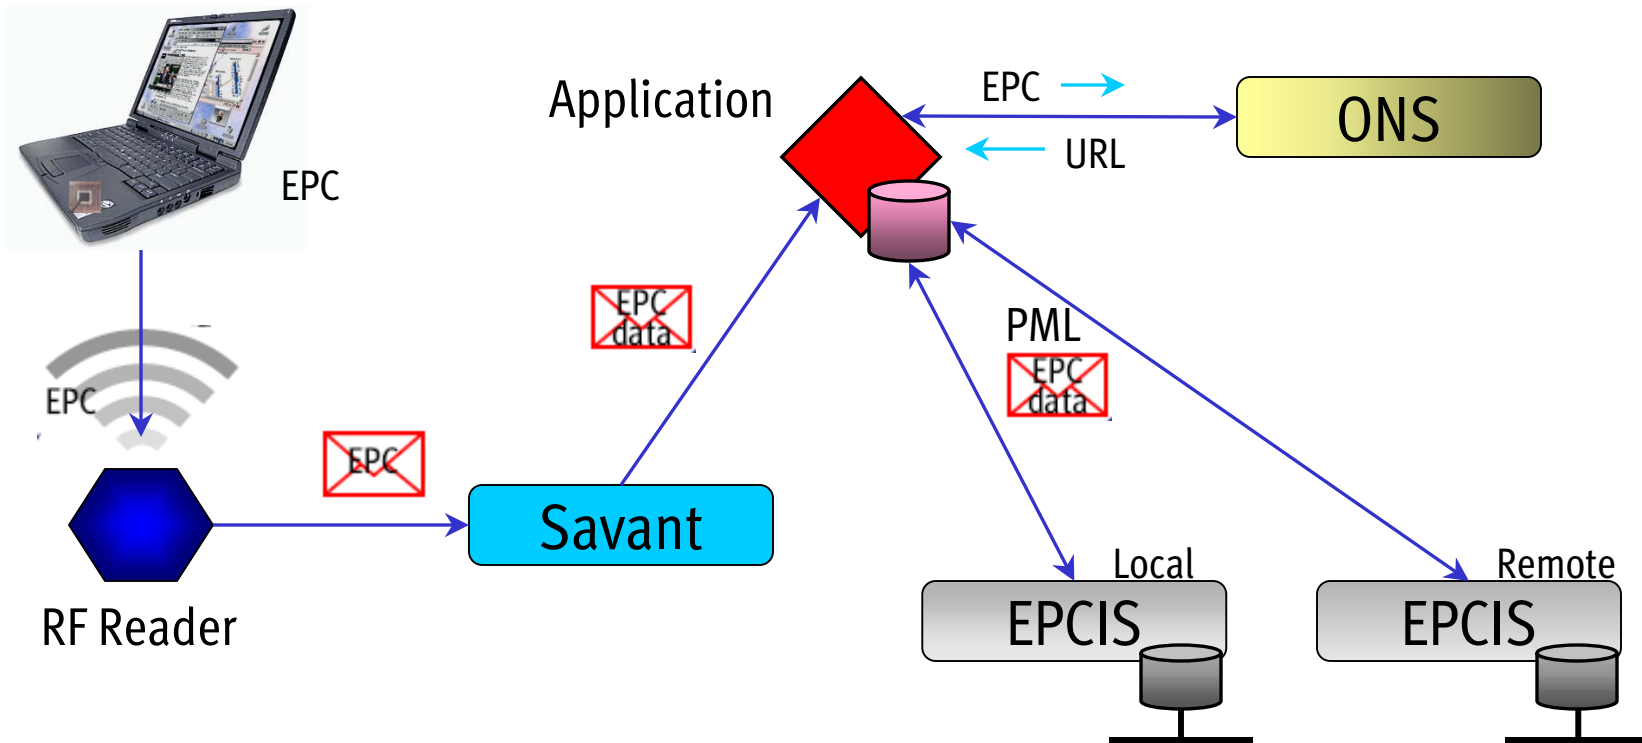 Application
EPC
ONS
URL
EPC
EPC
data
PML
EPC
data
EPC
EPC
Savant
Local
Remote
EPCIS
EPCIS
RF Reader